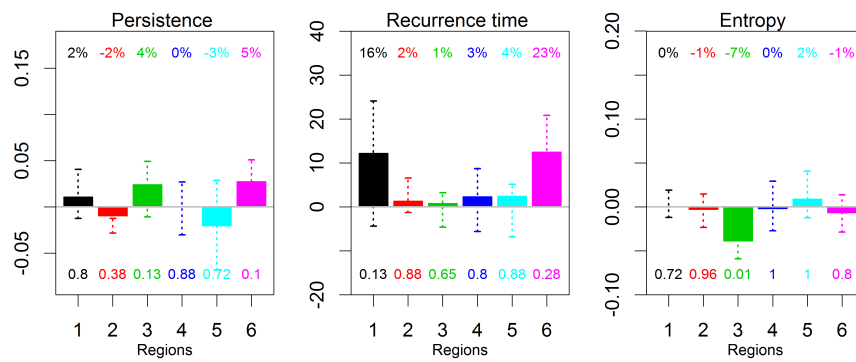 Persistence
2% -2% 4% 0% -3% 5%
0.15
0.05
-0.05
0.8 0.38 0.13 0.88 0.72 0.1
1 2 3 4 5 6
Regions
Recurrence time
40
16% 2% 1% 3% 4% 23%
30
20
10
0
-20
0.13 0.88 0.65 0.8 0.88 0.28
1 2 3 4 5 6
Regions
Entropy
0.20
0% -1% -7% 0% 2% -1%
0.10
0.00
-0.10
0.72 0.96 0.01 1 1 0.8
1 2 3 4 5 6
Regions